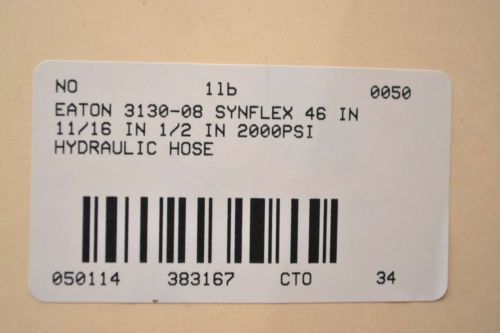 NO 1lb 0050
EATON 3130-08 SYNFLEX 46 IN
11/16 IN 1/2 IN 2000PSI
HYDRAULIC HOSE
050114 383167 CTO 34